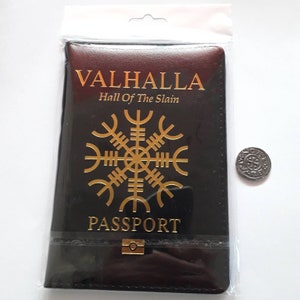 VALHALLA
Hall Of The Slain
PASSPORT